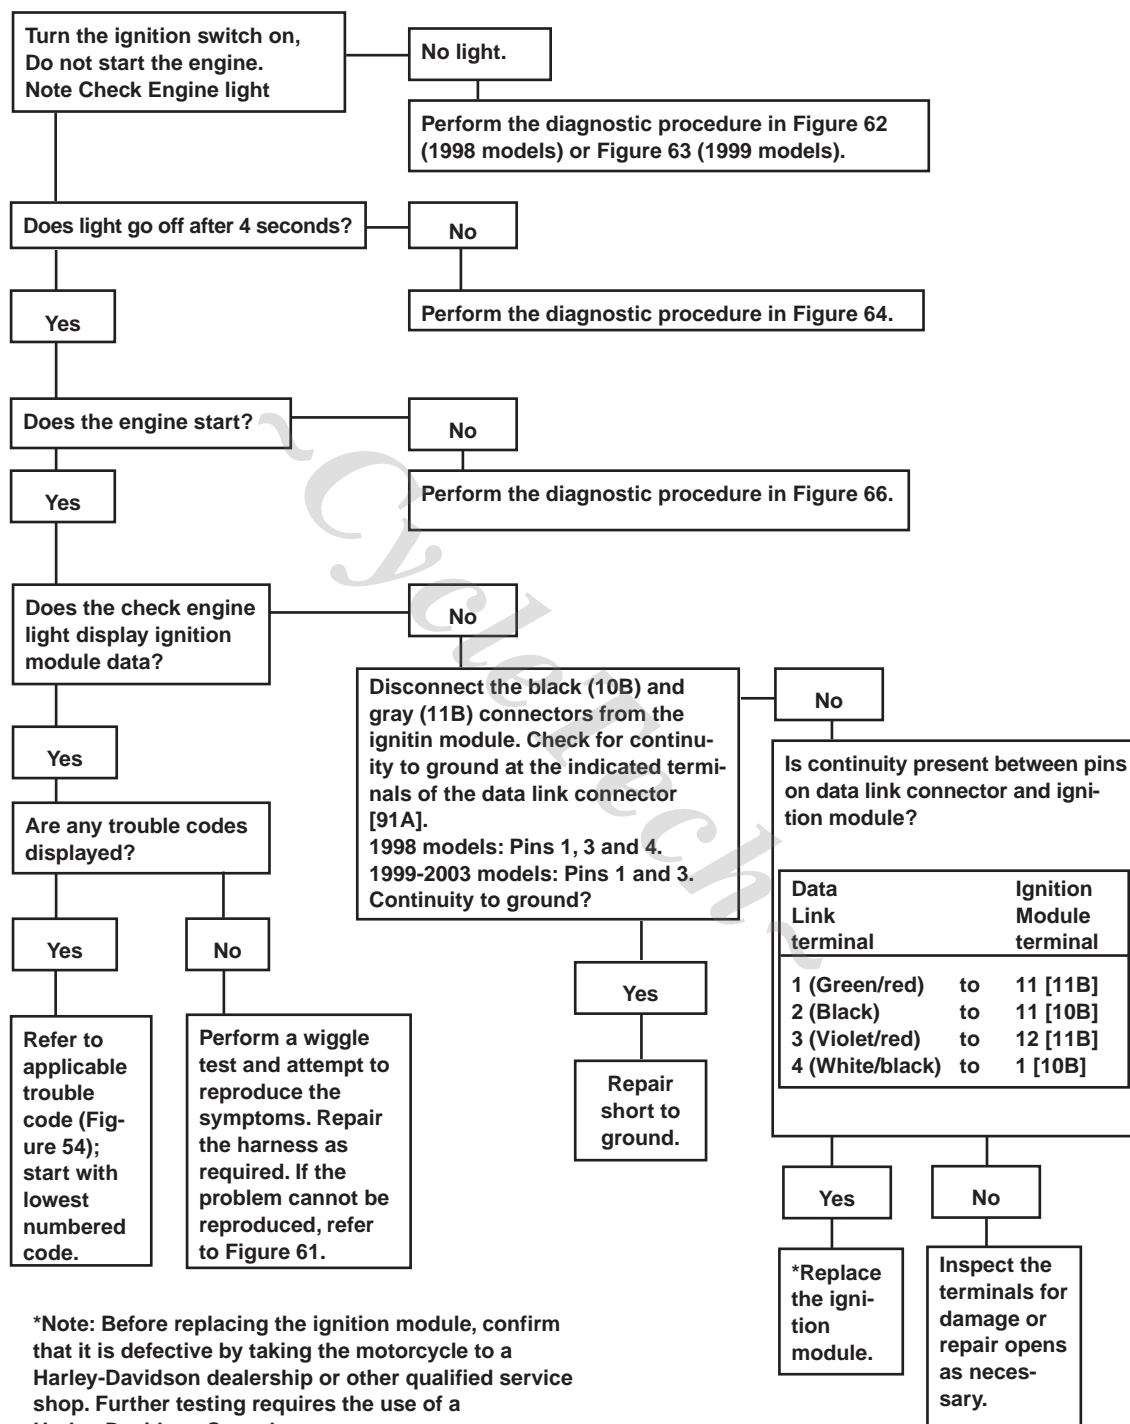 Turn the ignition switch on,
Do not start the engine.
Note Check Engine light
No light.
Perform the diagnostic procedure in Figure 62
(1998 models) or Figure 63 (1999 models).
Does light go off after 4 seconds?
No
Yes
Perform the diagnostic procedure in Figure 64.
Does the engine start?
No
Yes
Perform the diagnostic procedure in Figure 66.
Does the check engine
light display ignition
module data?
No
Disconnect the black (10B) and
gray (11B) connectors from the
ignitin module. Check for continu-
ity to ground at the indicated termi-
nals of the data link connector
[91A].
1998 models: Pins 1, 3 and 4.
1999-2003 models: Pins 1 and 3.
Continuity to ground?
No
Is continuity present between pins
on data link connector and igni-
tion module?
Data Ignition
Link Module
terminal terminal
1 (Green/red) to 11 [11B]
2 (Black) to 11 [10B]
3 (Violet/red) to 12 [11B]
4 (White/black) to 1 [10B]
Yes
Are any trouble codes
displayed?
Yes
No
Yes
Refer to
applicable
trouble
code (Fig-
ure 54);
start with
lowest
numbered
code.
Perform a wiggle
test and attempt to
reproduce the
symptoms. Repair
the harness as
required. If the
problem cannot be
reproduced, refer
to Figure 61.
Repair
short to
ground.
Yes
No
*Replace
the igni-
tion
module.
Inspect the
terminals for
damage or
repair opens
as neces-
sary.
*Note: Before replacing the ignition module, confirm
that it is defective by taking the motorcycle to a
Harley-Davidson dealership or other qualified service
shop. Further testing requires the use of a
~CycleTech~